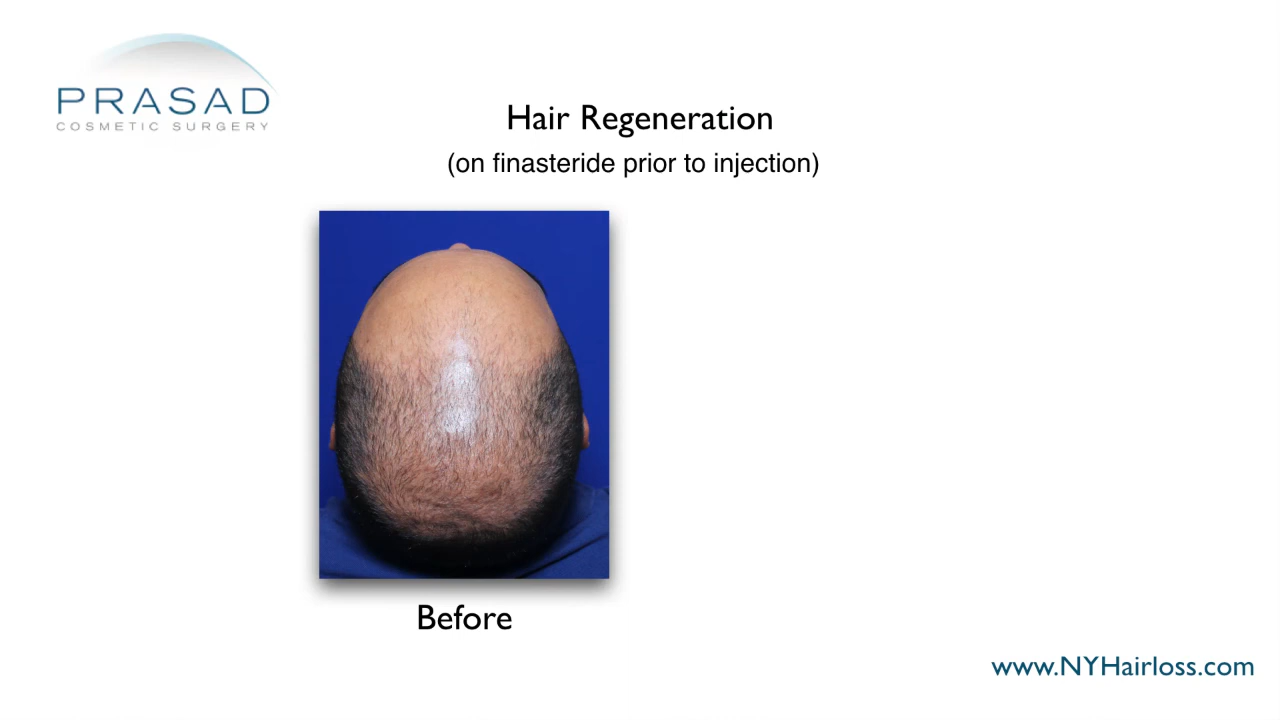 PRASAD
COSMETIC SURGERY
Hair Regeneration
(on finasteride prior to injection)
Before
www.NYHairloss.com